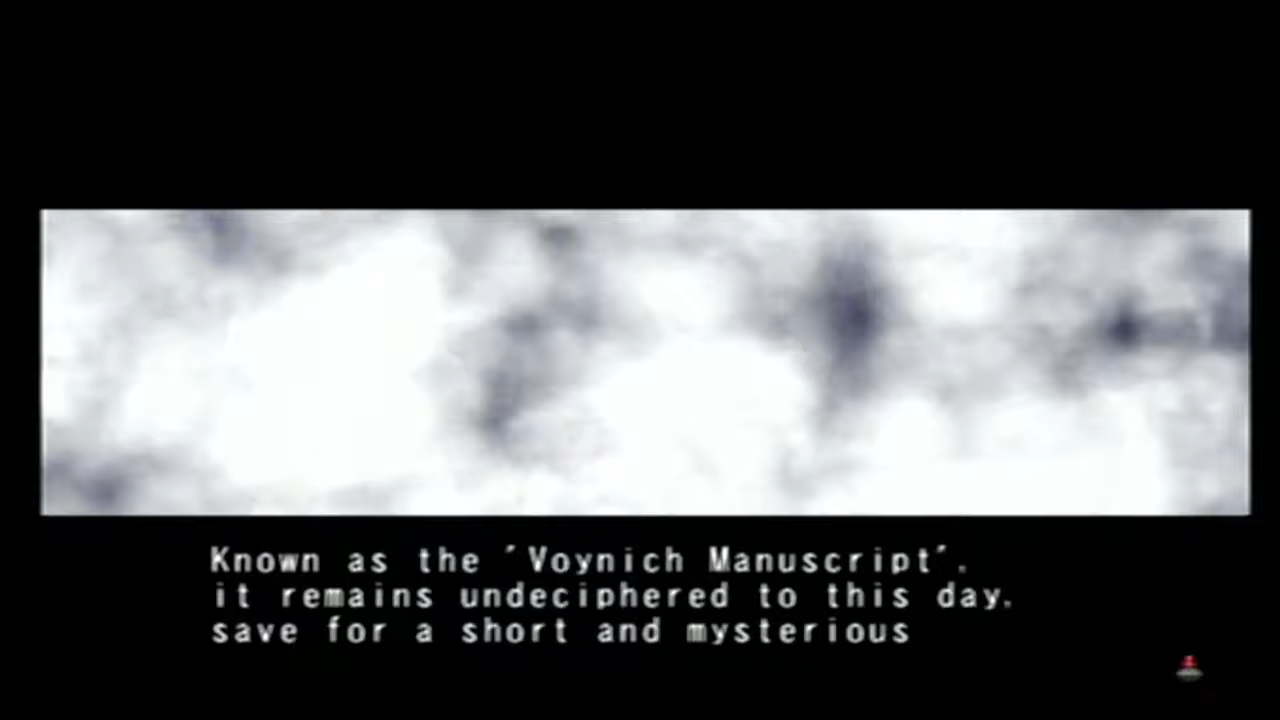 Known as the 'Voynich Manuscript',
it remains undeciphered to this day,
save for a short and mysterious